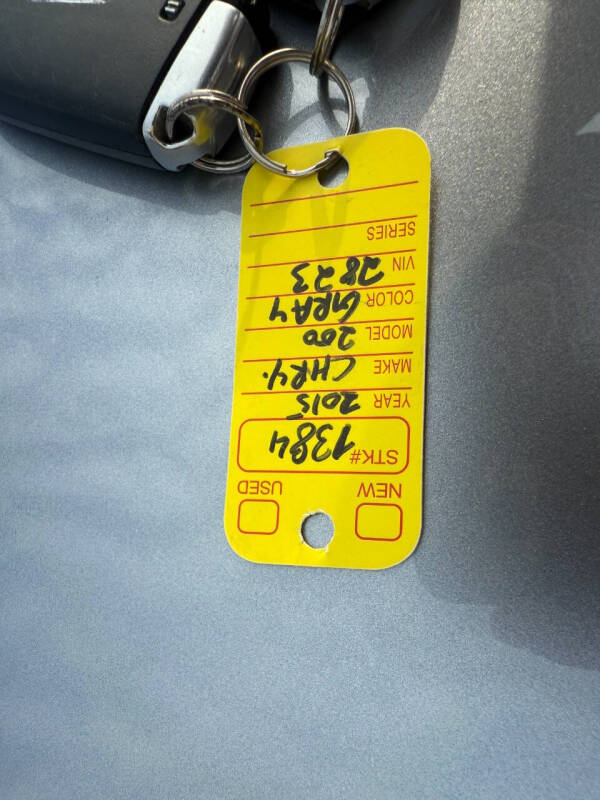 NEW USED
STK# 1384
YEAR 2015
MAKE CHRY.
MODEL 200
COLOR GRAY
VIN 2823
SERIES